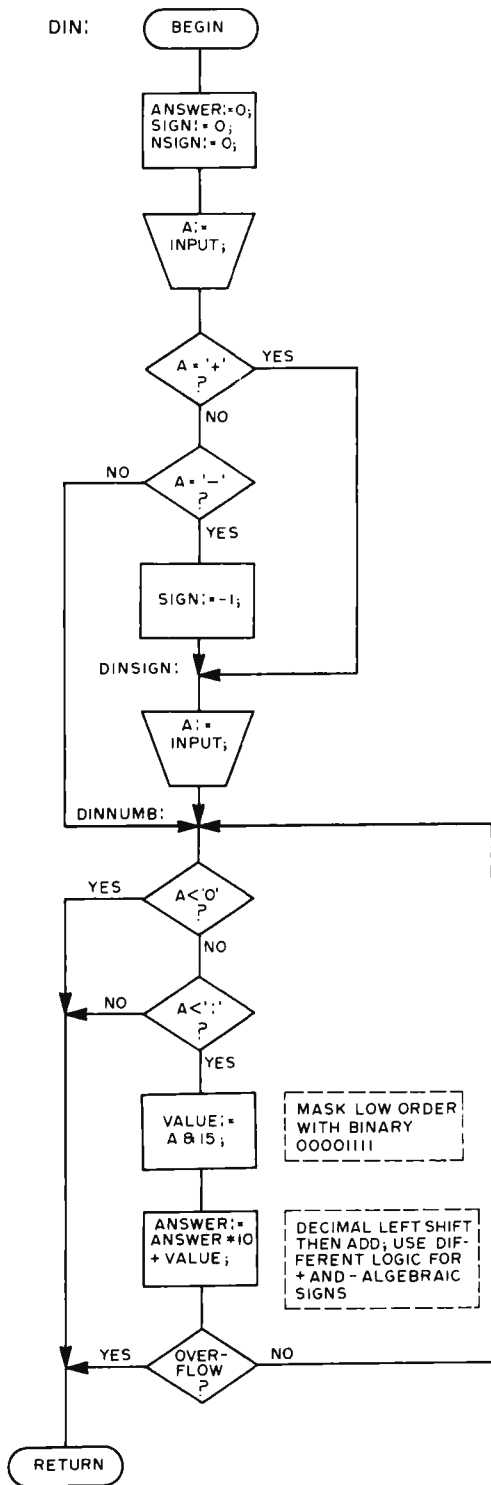 DIN:
BEGIN
ANSWER:=0;
SIGN:=0;
NSIGN:=0;
A:=
INPUT;
A = '+'
?
YES
NO
A = '—'
?
NO
YES
SIGN:=-1;
DINSIGN:
A:=
INPUT;
DINNUMB:
A<'0'
?
YES
NO
A<':'
?
NO
YES
VALUE:=
A & 15;
MASK LOW ORDER
WITH BINARY
00001111
ANSWER:=
ANSWER *10
+ VALUE;
DECIMAL LEFT SHIFT
THEN ADD; USE DIF-
FERENT LOGIC FOR
+ AND - ALGEBRAIC
SIGNS
OVER-
FLOW
?
YES
NO
RETURN